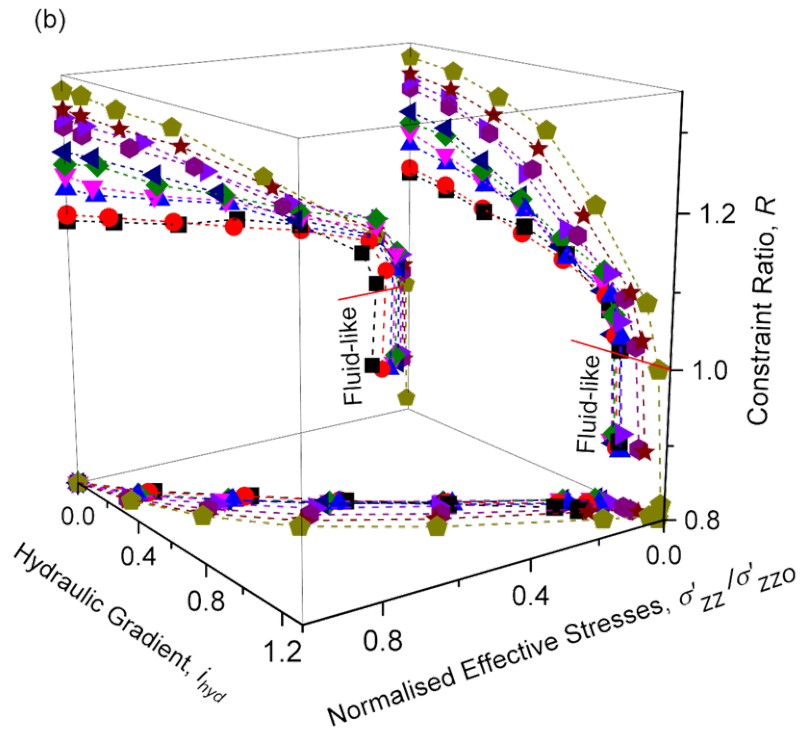 (b)
1.2
1.0
0.8
Constraint Ratio, R
Fluid-like
Fluid-like
0.0
0.4
0.8
1.2
Hydraulic Gradient, i_hyd
0.8
0.4
0.0
Normalised Effective Stresses, σ'_zz/σ'_zzo